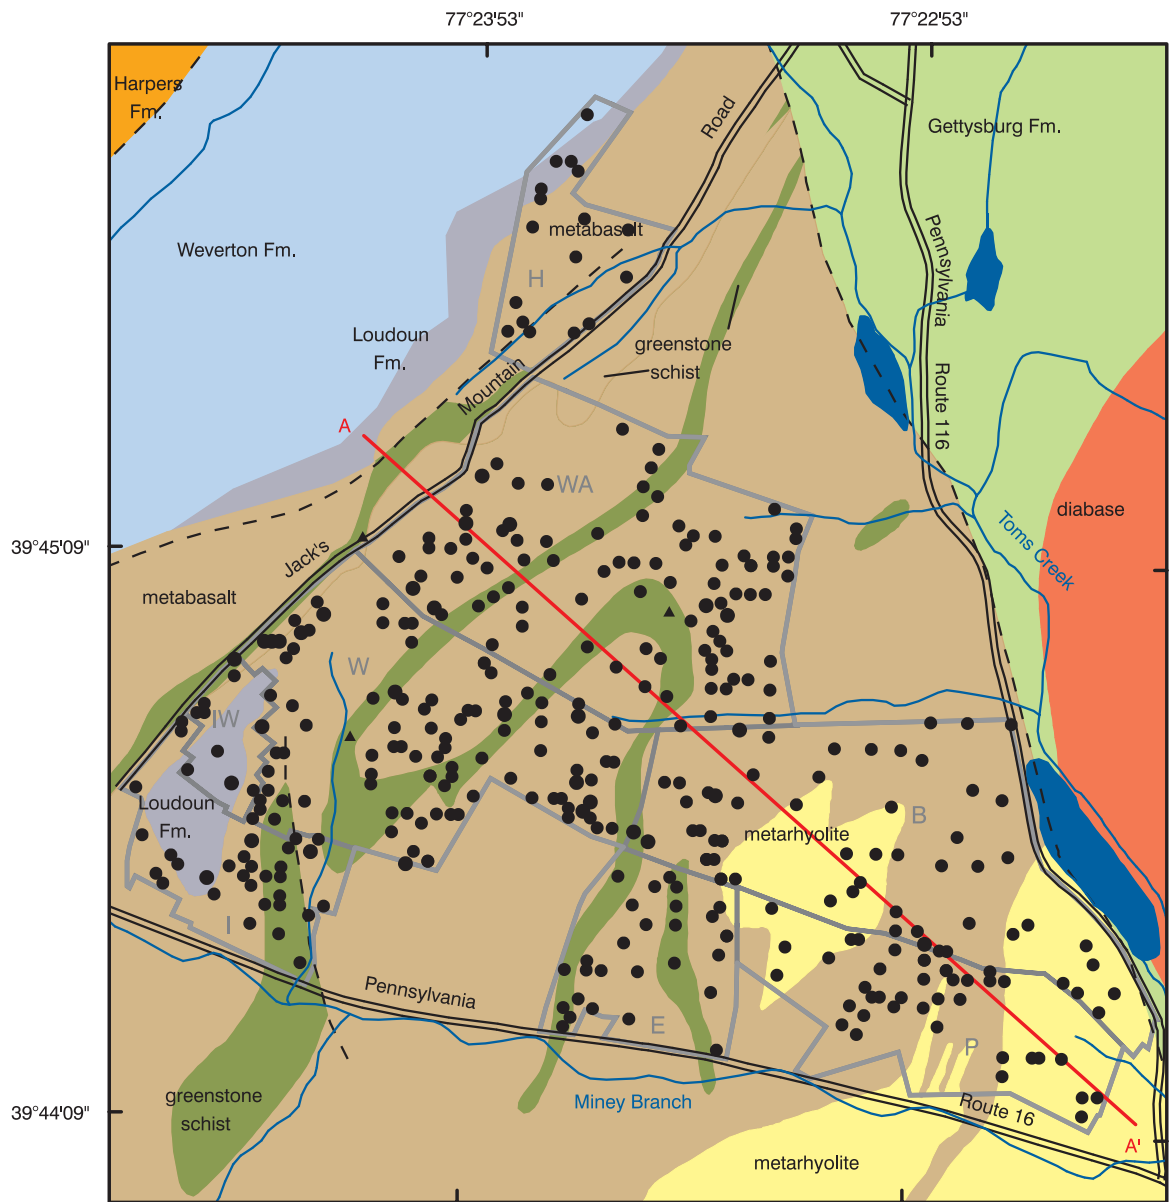 77°23'53"
77°22'53"
Harpers
Fm.
Road
Gettysburg Fm.
Weverton Fm.
metabasalt
Pennsylvania
Route 116
H
Loudoun
Fm.
greenstone
schist
Mountain
A
WA
39°45'09"
Jack's
diabase
Toms Creek
metabasalt
W
IW
Loudoun
Fm.
metarhyolite
B
I
Pennsylvania
E
P
greenstone
schist
39°44'09"
Miney Branch
Route 16
A'
metarhyolite